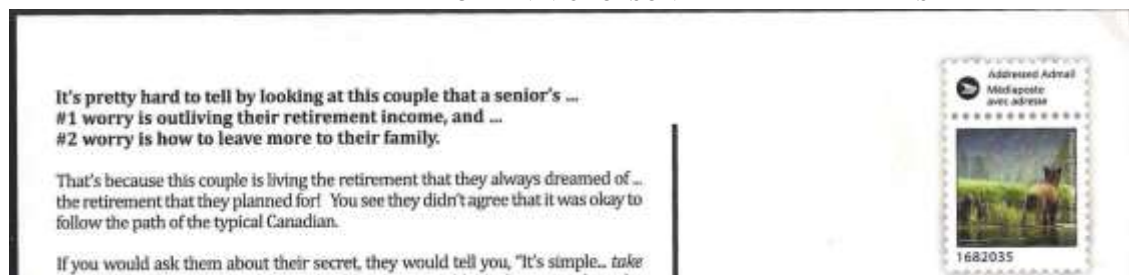 It's pretty hard to tell by looking at this couple that a senior's ...
#1 worry is outliving their retirement income, and ...
#2 worry is how to leave more to their family.
That's because this couple is living the retirement that they always dreamed of ...
the retirement that they planned for! You see they didn't agree that it was okay to
follow the path of the typical Canadian.
If you would ask them about their secret, they would tell you, "It's simple... take
Addressed Admail
Médiaposte
avec adresse
1682035